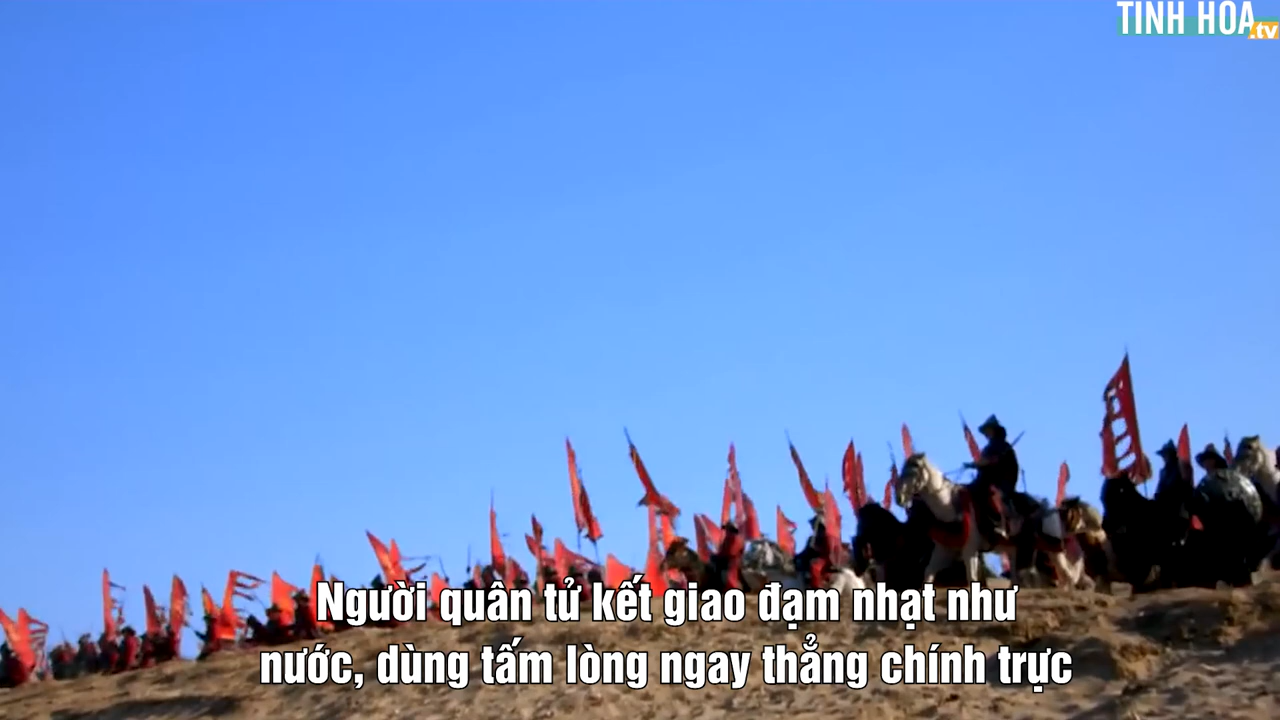 TINH HOA
.tv
Người quân tử kết giao đạm nhạt như
nước, dùng tấm lòng ngay thẳng chính trực